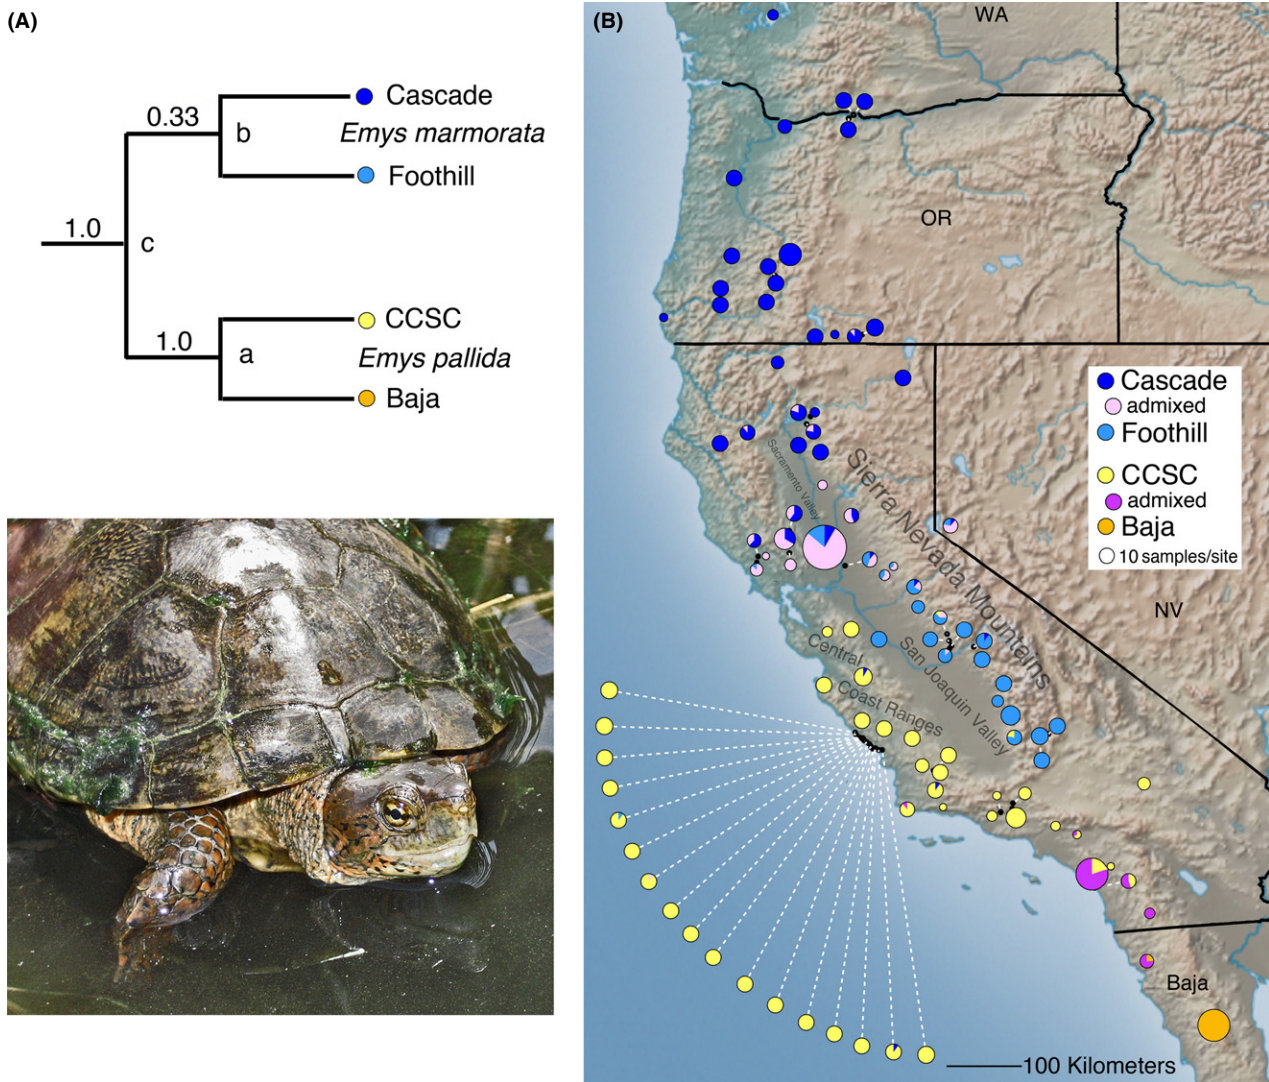 (A)
0.33
Cascade
b
Emys marmorata
Foothill
1.0
c
CCSC
1.0
a
Emys pallida
Baja
(B)
WA
OR
Cascade
admixed
Foothill
CCSC
admixed
Baja
10 samples/site
NV
Sacramento Valley
Sierra Nevada Mountains
San Joaquin Valley
Central
Coast Ranges
Baja
100 Kilometers